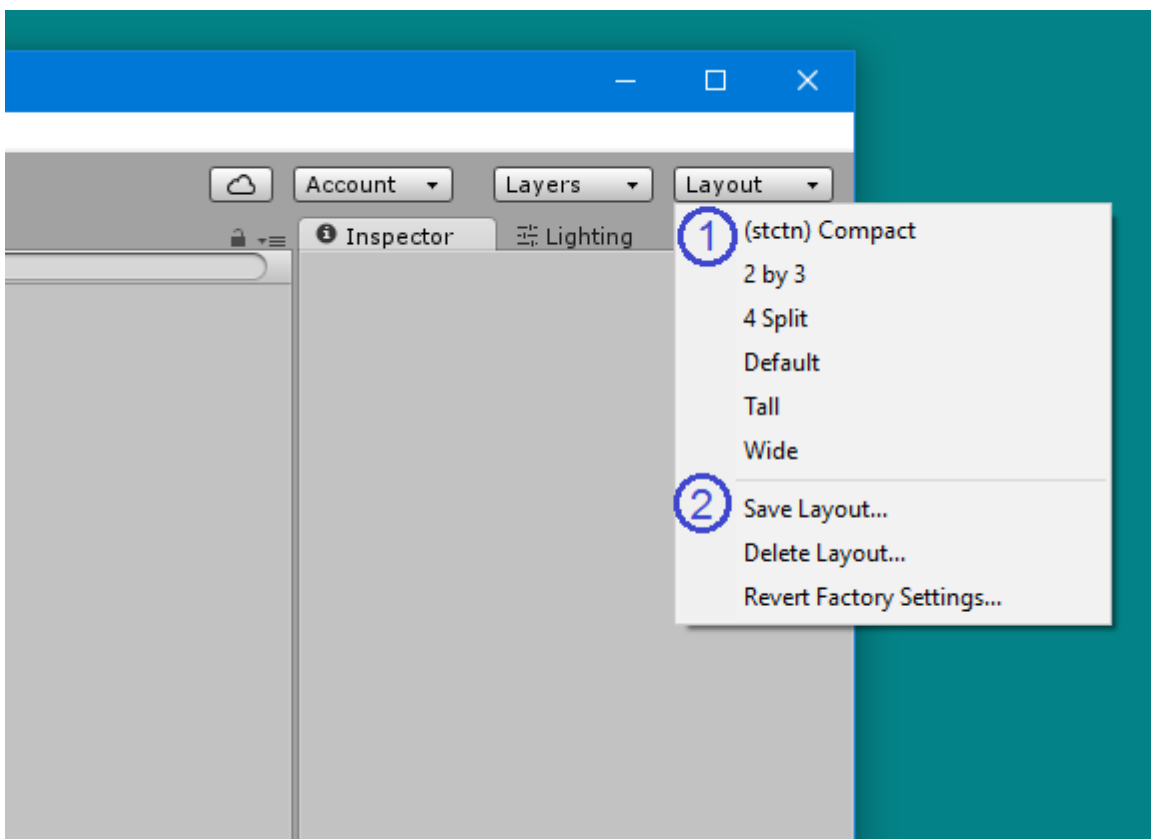 Account
Layers
Layout
Inspector
Lighting
1
(stctn) Compact
2 by 3
4 Split
Default
Tall
Wide
2
Save Layout...
Delete Layout...
Revert Factory Settings...